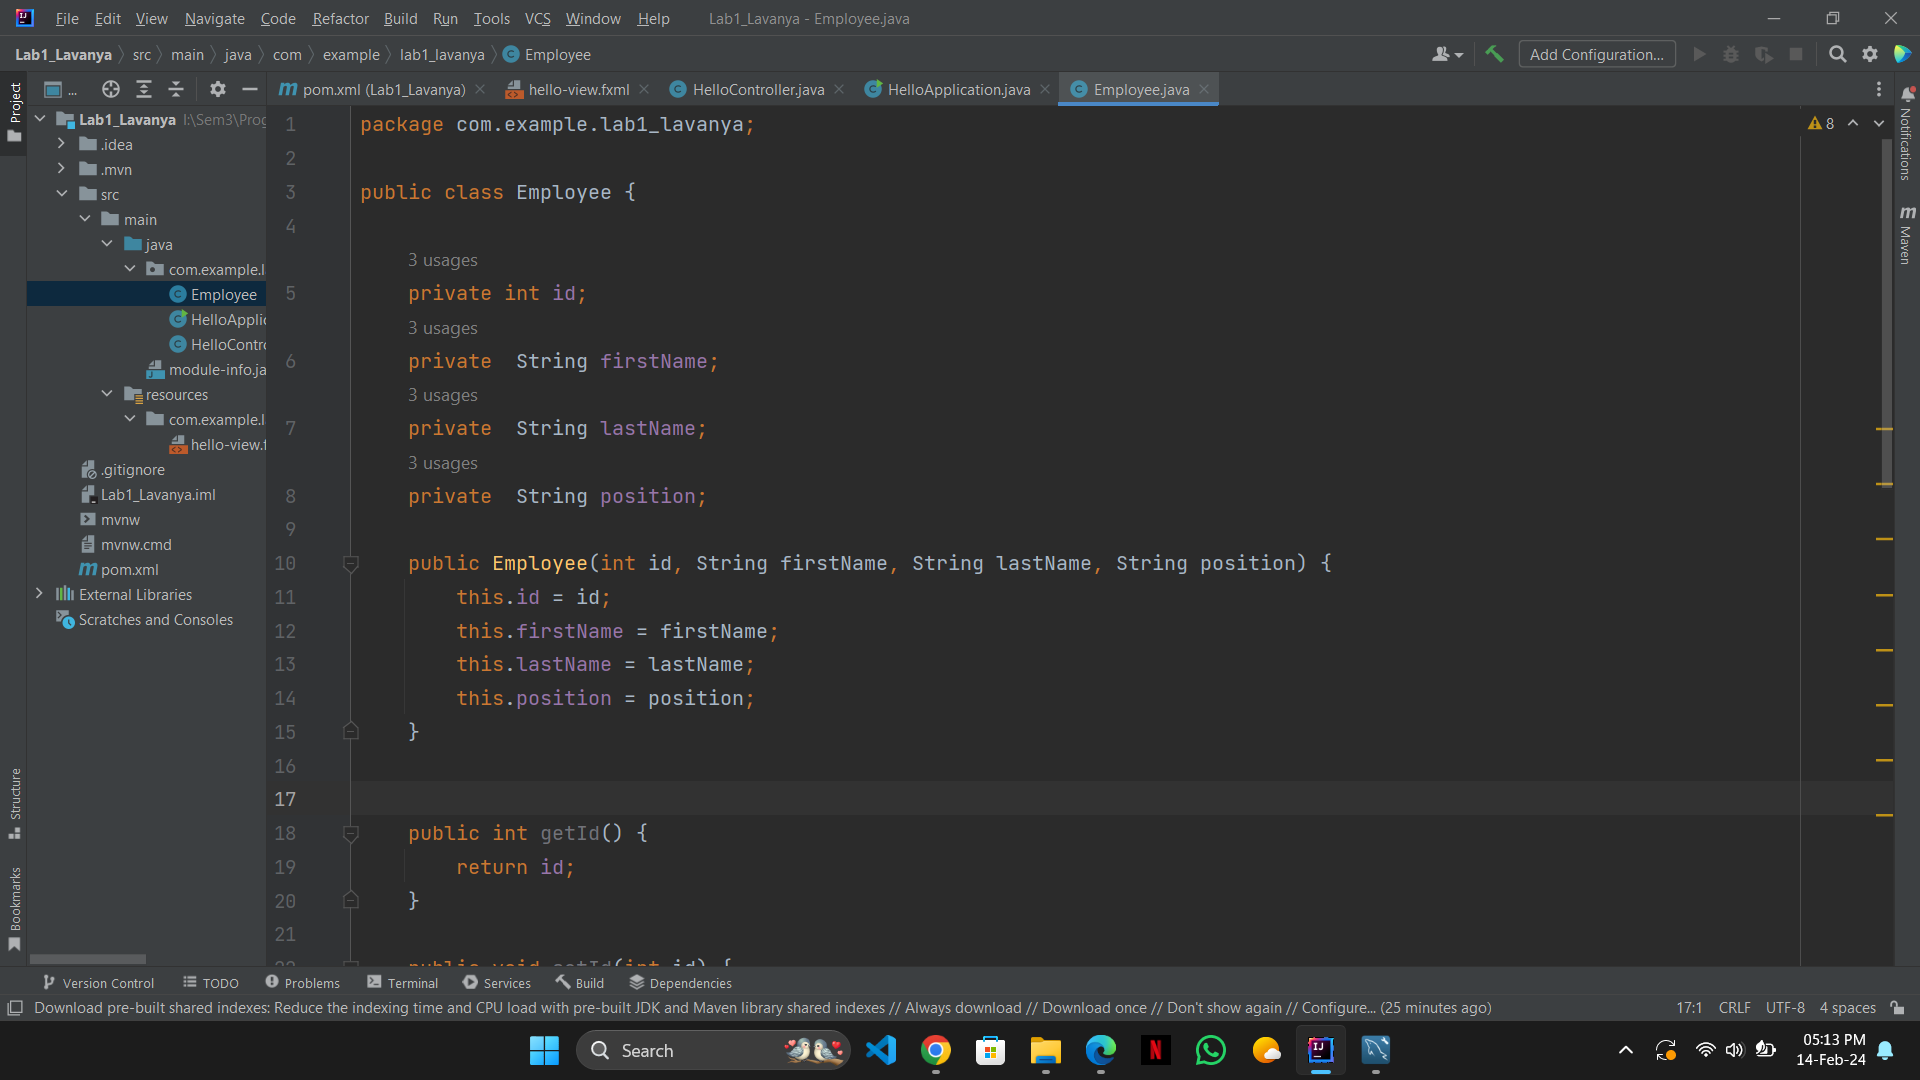 File Edit View Navigate Code Refactor Build Run Tools VCS Window Help Lab1_Lavanya - Employee.java
Lab1_Lavanya src main java com example lab1_lavanya Employee Add Configuration...
Project
... pom.xml (Lab1_Lavanya) hello-view.fxml HelloController.java HelloApplication.java Employee.java
Lab1_Lavanya I:\Sem3\Prog
.idea
.mvn
src
main
java
com.example.l
Employee
HelloApplic
HelloContro
module-info.ja
resources
com.example.l
hello-view.f
.gitignore
Lab1_Lavanya.iml
mvnw
mvnw.cmd
pom.xml
External Libraries
Scratches and Consoles
Structure
Bookmarks
8
1 package com.example.lab1_lavanya;
2
3 public class Employee {
4
3 usages
5 private int id;
3 usages
6 private  String firstName;
3 usages
7 private  String lastName;
3 usages
8 private  String position;
9
10 public Employee(int id, String firstName, String lastName, String position) {
11 this.id = id;
12 this.firstName = firstName;
13 this.lastName = lastName;
14 this.position = position;
15 }
16
17
18 public int getId() {
19 return id;
20 }
21
Notifications
Maven
Version Control TODO Problems Terminal Services Build Dependencies
Download pre-built shared indexes: Reduce the indexing time and CPU load with pre-built JDK and Maven library shared indexes // Always download // Download once // Don't show again // Configure... (25 minutes ago) 17:1 CRLF UTF-8 4 spaces
Search
05:13 PM
14-Feb-24